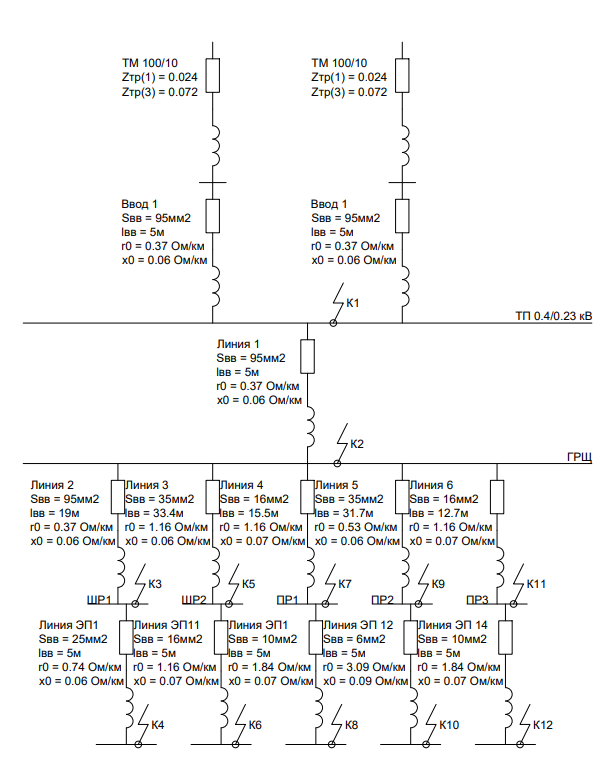 ТМ 100/10
Zтр(1) = 0.024
Zтр(3) = 0.072
ТМ 100/10
Zтр(1) = 0.024
Zтр(3) = 0.072
Ввод 1
Sвв = 95мм2
lвв = 5м
r0 = 0.37 Ом/км
x0 = 0.06 Ом/км
Ввод 1
Sвв = 95мм2
lвв = 5м
r0 = 0.37 Ом/км
x0 = 0.06 Ом/км
К1
ТП 0.4/0.23 кВ
Линия 1
Sвв = 95мм2
lвв = 5м
r0 = 0.37 Ом/км
x0 = 0.06 Ом/км
К2
ГРЩ
Линия 2
Sвв = 95мм2
lвв = 19м
r0 = 0.37 Ом/км
x0 = 0.06 Ом/км
Линия 3
Sвв = 35мм2
lвв = 33.4м
r0 = 1.16 Ом/км
x0 = 0.06 Ом/км
Линия 4
Sвв = 16мм2
lвв = 15.5м
r0 = 1.16 Ом/км
x0 = 0.07 Ом/км
Линия 5
Sвв = 35мм2
lвв = 31.7м
r0 = 0.53 Ом/км
x0 = 0.06 Ом/км
Линия 6
Sвв = 16мм2
lвв = 12.7м
r0 = 1.16 Ом/км
x0 = 0.07 Ом/км
К3
К5
К7
К9
К11
ШР1
ШР2
ПР1
ПР2
ПР3
Линия ЭП1
Sвв = 25мм2
lвв = 5м
r0 = 0.74 Ом/км
x0 = 0.06 Ом/км
Линия ЭП11
Sвв = 16мм2
lвв = 5м
r0 = 1.16 Ом/км
x0 = 0.07 Ом/км
Линия ЭП1
Sвв = 10мм2
lвв = 5м
r0 = 1.84 Ом/км
x0 = 0.07 Ом/км
Линия ЭП 12
Sвв = 6мм2
lвв = 5м
r0 = 3.09 Ом/км
x0 = 0.09 Ом/км
Линия ЭП 14
Sвв = 10мм2
lвв = 5м
r0 = 1.84 Ом/км
x0 = 0.07 Ом/км
К4
К6
К8
К10
К12